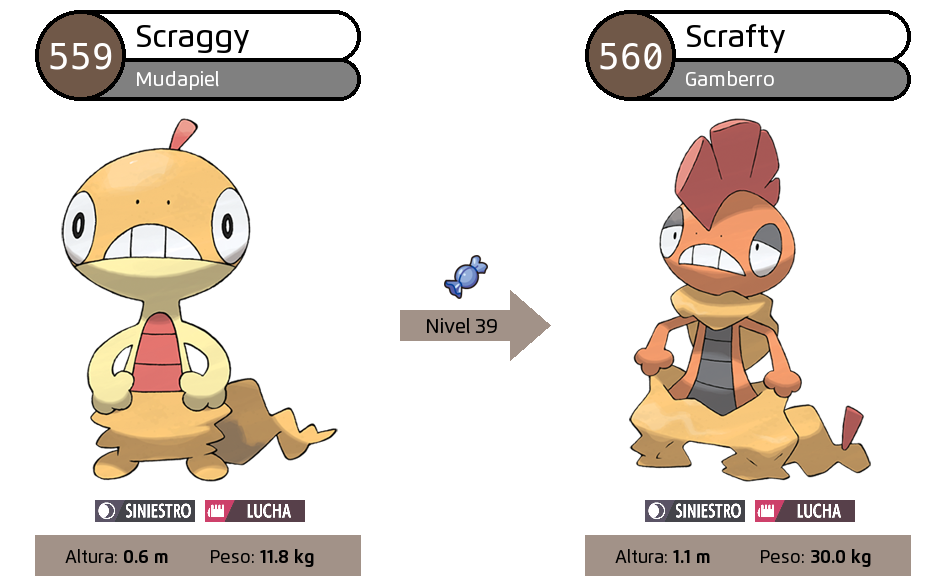 559
Scraggy
Mudapiel
560
Scrafty
Gamberro
Nivel 39
SINIESTRO
LUCHA
SINIESTRO
LUCHA
Altura: 0.6 m Peso: 11.8 kg
Altura: 1.1 m Peso: 30.0 kg